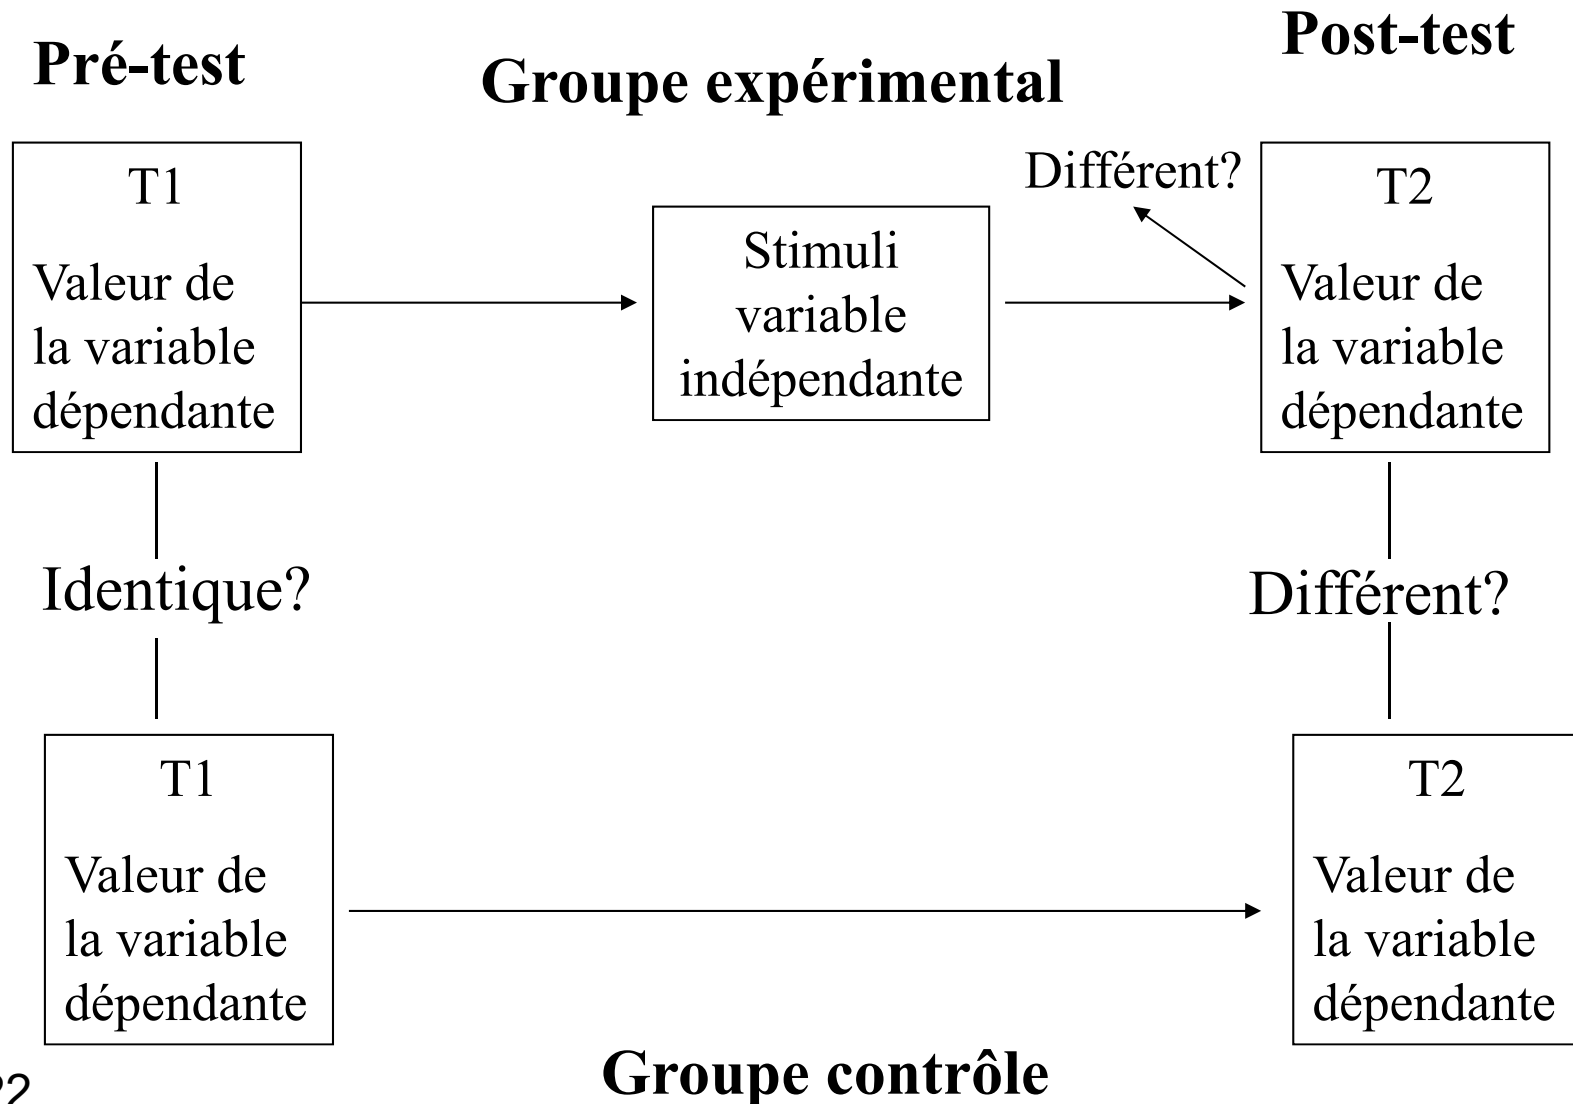 Pré-test
Groupe expérimental
Post-test
T1
Valeur de
la variable
dépendante
Stimuli
variable
indépendante
Différent?
T2
Valeur de
la variable
dépendante
Identique?
Différent?
T1
Valeur de
la variable
dépendante
T2
Valeur de
la variable
dépendante
Groupe contrôle
22